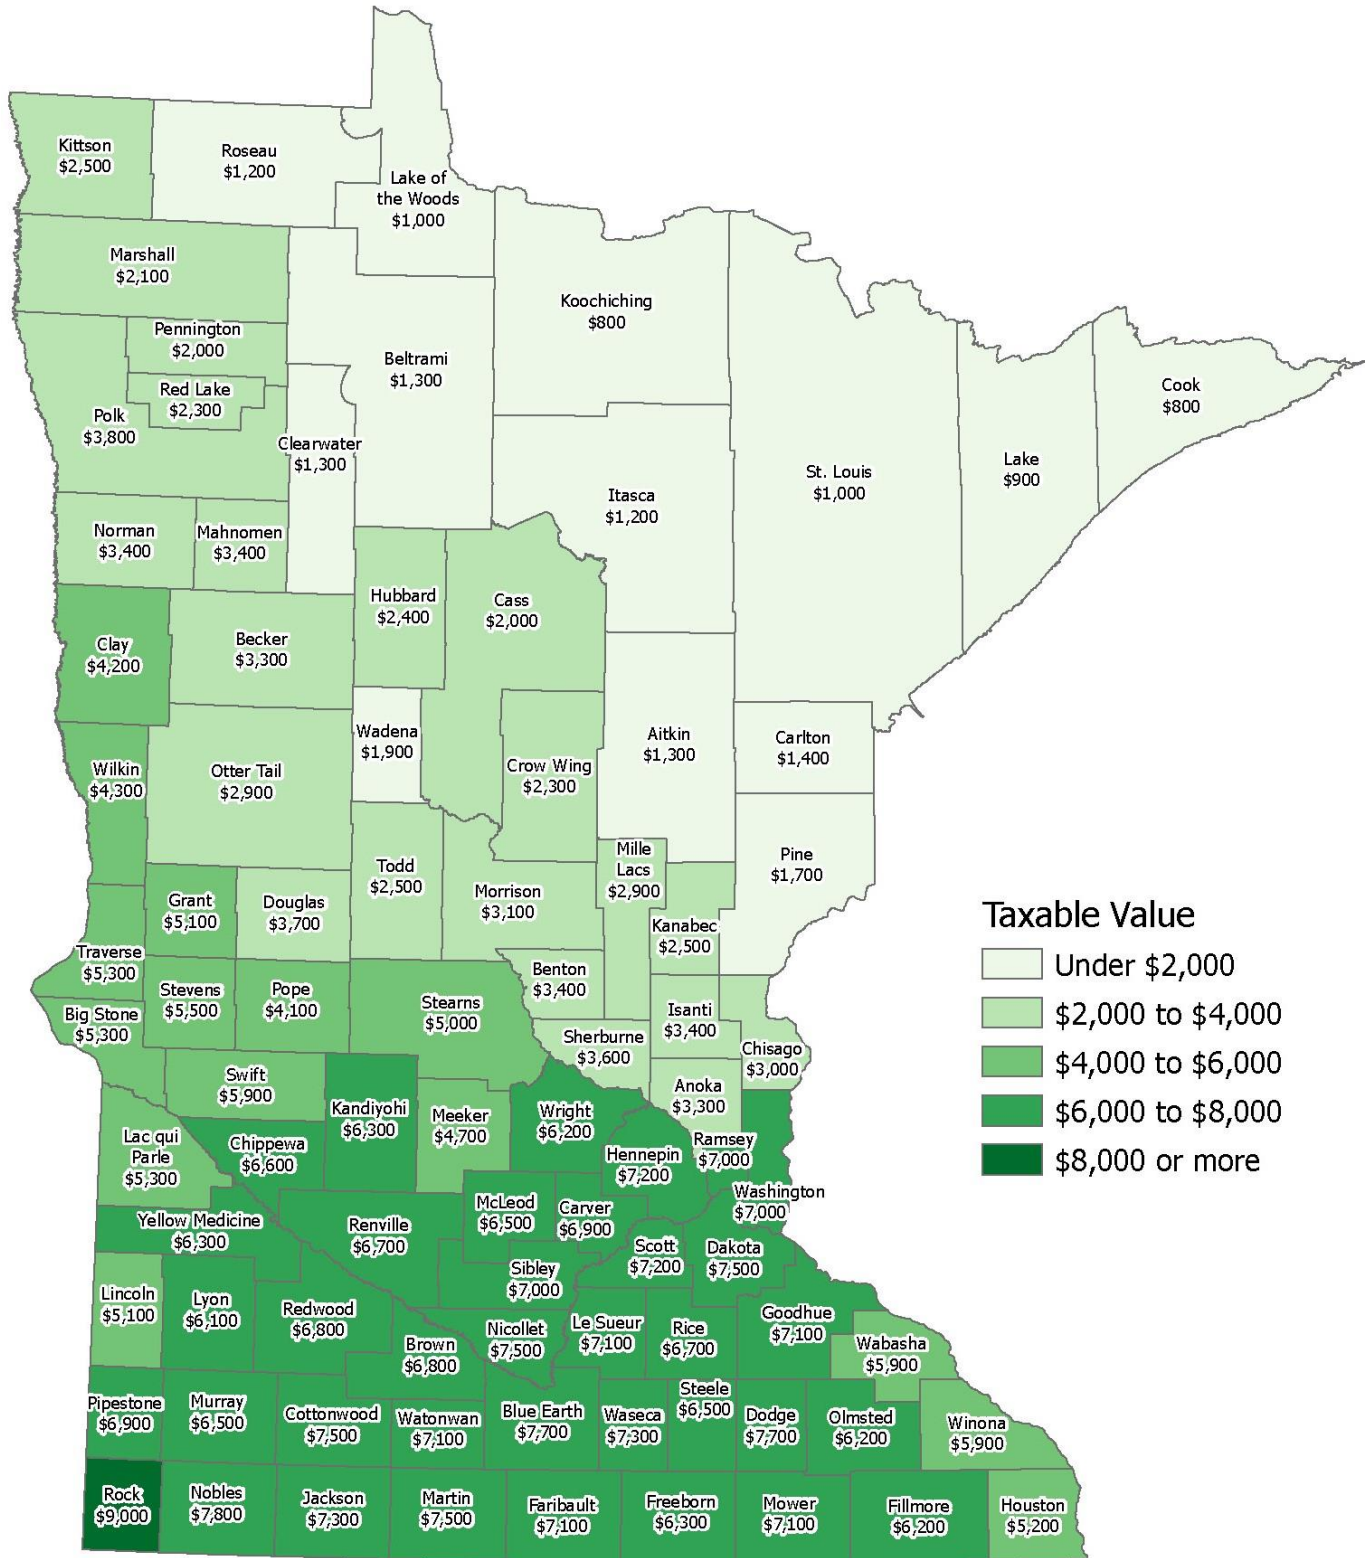 Kittson
$2,500
Roseau
$1,200
Lake of
the Woods
$1,000
Marshall
$2,100
Koochiching
$800
Pennington
$2,000
Beltrami
$1,300
Red Lake
$2,300
Polk
$3,800
Cook
$800
Clearwater
$1,300
Lake
$900
St. Louis
$1,000
Itasca
$1,200
Norman
$3,400
Mahnomen
$3,400
Hubbard
$2,400
Cass
$2,000
Clay
$4,200
Becker
$3,300
Wadena
$1,900
Aitkin
$1,300
Carlton
$1,400
Wilkin
$4,300
Otter Tail
$2,900
Crow Wing
$2,300
Mille
Lacs
$2,900
Pine
$1,700
Todd
$2,500
Morrison
$3,100
Grant
$5,100
Douglas
$3,700
Kanabec
$2,500
Traverse
$5,300
Benton
$3,400
Stevens
$5,500
Pope
$4,100
Stearns
$5,000
Big Stone
$5,300
Isanti
$3,400
Sherburne
$3,600
Chisago
$3,000
Swift
$5,900
Anoka
$3,300
Kandiyohi
$6,300
Meeker
$4,700
Wright
$6,200
Lac qui
Parle
$5,300
Chippewa
$6,600
Ramsey
$7,000
Hennepin
$7,200
Washington
$7,000
McLeod
$6,500
Carver
$6,900
Yellow Medicine
$6,300
Renville
$6,700
Scott
$7,200
Dakota
$7,500
Sibley
$7,000
Lincoln
$5,100
Lyon
$6,100
Redwood
$6,800
Goodhue
$7,100
Nicollet
$7,500
Le Sueur
$7,100
Rice
$6,700
Brown
$6,800
Wabasha
$5,900
Pipestone
$6,900
Murray
$6,500
Cottonwood
$7,500
Watonwan
$7,100
Blue Earth
$7,700
Waseca
$7,300
Steele
$6,500
Dodge
$7,700
Olmsted
$6,200
Winona
$5,900
Rock
$9,000
Nobles
$7,800
Jackson
$7,300
Martin
$7,500
Faribault
$7,100
Freeborn
$6,300
Mower
$7,100
Fillmore
$6,200
Houston
$5,200
Taxable Value
Under $2,000
$2,000 to $4,000
$4,000 to $6,000
$6,000 to $8,000
$8,000 or more